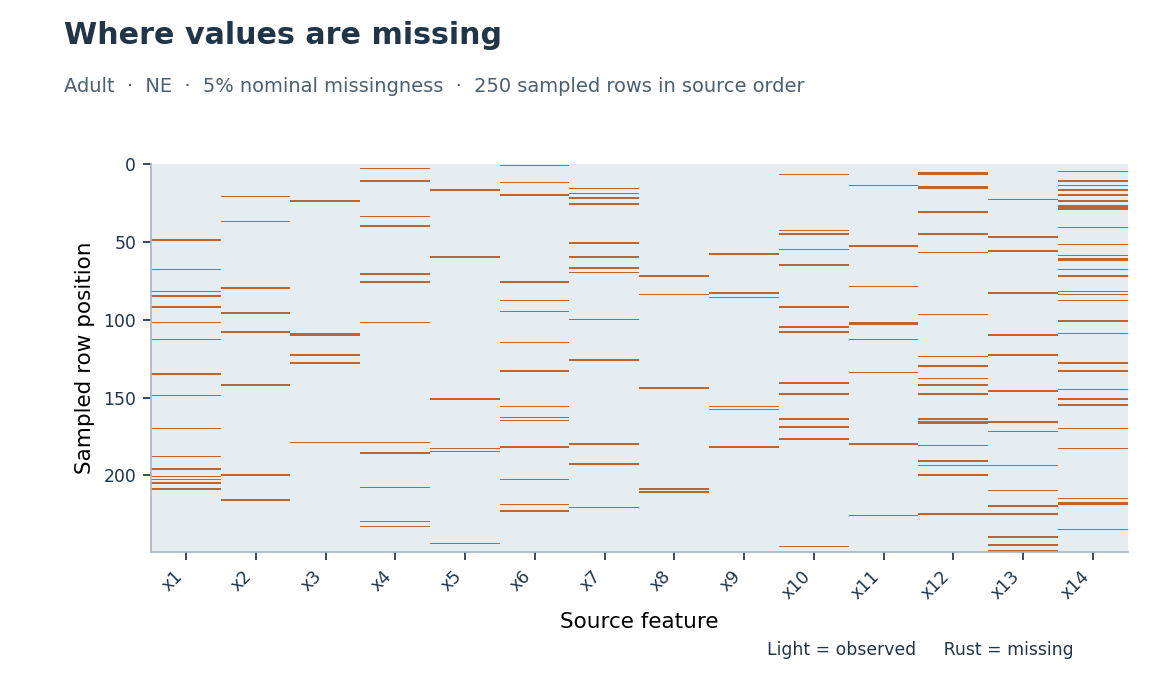 Where values are missing
Adult · NE · 5% nominal missingness · 250 sampled rows in source order
Sampled row position
0
50
100
150
200
x1
x2
x3
x4
x5
x6
x7
x8
x9
x10
x11
x12
x13
x14
Source feature
Light = observed Rust = missing